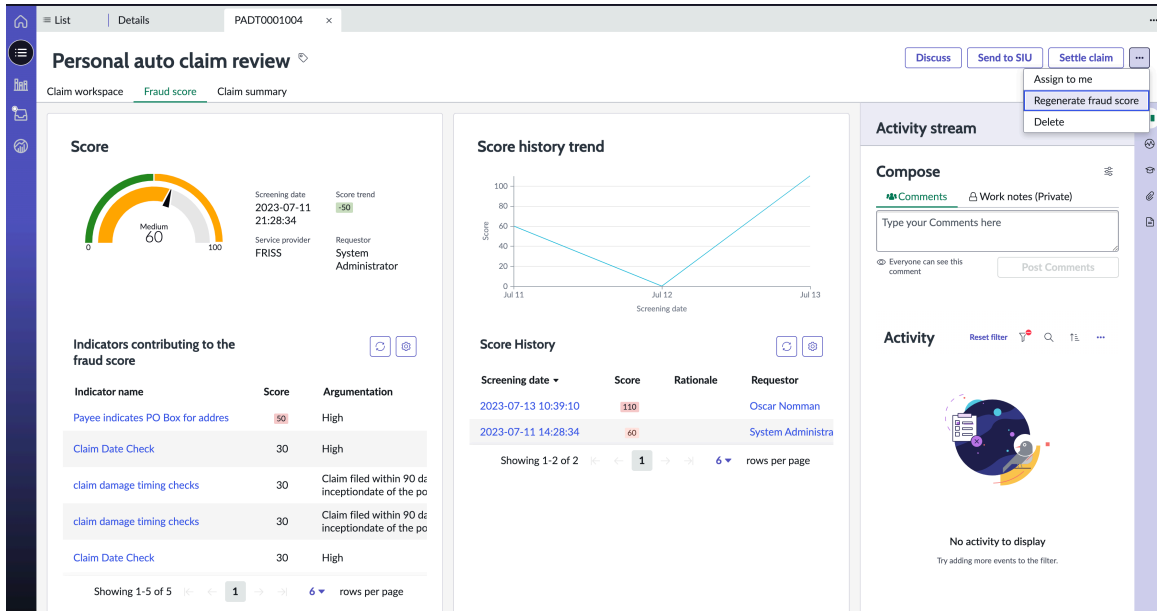 List
Details
PADT0001004 ×
Personal auto claim review
Discuss
Send to SIU
Settle claim
Assign to me
Regenerate fraud score
Delete
Claim workspace
Fraud score
Claim summary
Score
Medium
60
0
100
Screening date
2023-07-11
21:28:34
Score trend
-50
Service provider
FRISS
Requestor
System
Administrator
Indicators contributing to the
fraud score
Indicator name Score Argumentation
Payee indicates PO Box for addres 50 High
Claim Date Check 30 High
claim damage timing checks 30 Claim filed within 90 da
inceptiondate of the po
claim damage timing checks 30 Claim filed within 90 da
inceptiondate of the po
Claim Date Check 30 High
Showing 1-5 of 5 1 6 rows per page
Score history trend
100
80
60
40
20
0
Score
Jul 11
Jul 12
Jul 13
Screening date
Score History
Screening date Score Rationale Requestor
2023-07-13 10:39:10 110 Oscar Nomman
2023-07-11 14:28:34 60 System Administra
Showing 1-2 of 2 1 6 rows per page
Activity stream
Compose
Comments
Work notes (Private)
Type your Comments here
Everyone can see this
comment
Post Comments
Activity
Reset filter
No activity to display
Try adding more events to the filter.